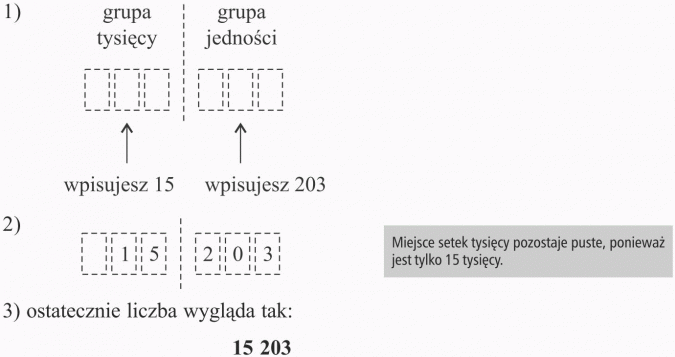 1) grupa grupa
tysięcy jedności
wpisujesz 15 wpisujesz 203
2)
1 5 2 0 3
Miejsce setek tysięcy pozostaje puste, ponieważ
jest tylko 15 tysięcy.
3) ostatecznie liczba wygląda tak:
15 203